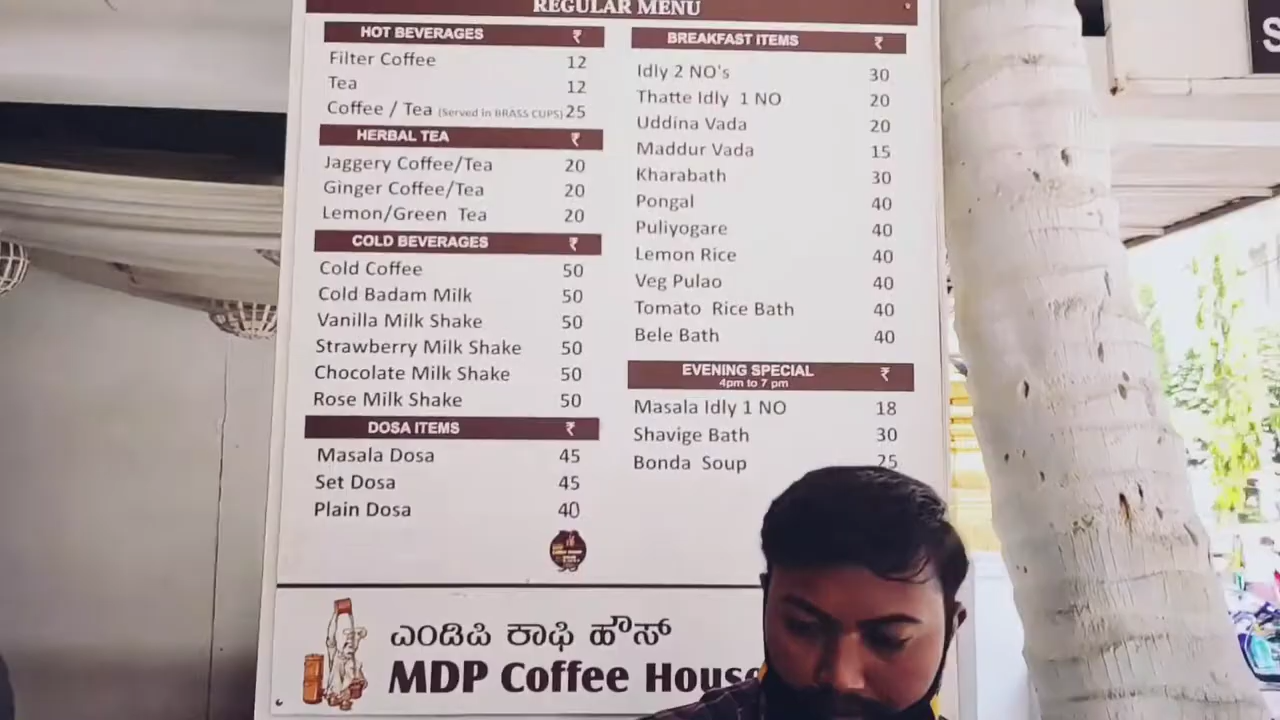 REGULAR MENU
HOT BEVERAGES ₹
Filter Coffee 12
Tea 12
Coffee / Tea (Served in BRASS CUPS) 25
HERBAL TEA ₹
Jaggery Coffee/Tea 20
Ginger Coffee/Tea 20
Lemon/Green Tea 20
COLD BEVERAGES ₹
Cold Coffee 50
Cold Badam Milk 50
Vanilla Milk Shake 50
Strawberry Milk Shake 50
Chocolate Milk Shake 50
Rose Milk Shake 50
DOSA ITEMS ₹
Masala Dosa 45
Set Dosa 45
Plain Dosa 40
BREAKFAST ITEMS ₹
Idly 2 NO's 30
Thatte Idly 1 NO 20
Uddina Vada 20
Maddur Vada 15
Kharabath 30
Pongal 40
Puliyogare 40
Lemon Rice 40
Veg Pulao 40
Tomato Rice Bath 40
Bele Bath 40
EVENING SPECIAL ₹
4pm to 7 pm
Masala Idly 1 NO 18
Shavige Bath 30
Bonda Soup 25
ಎಂಡಿಪಿ ಕಾಫಿ ಹೌಸ್
MDP Coffee House
S